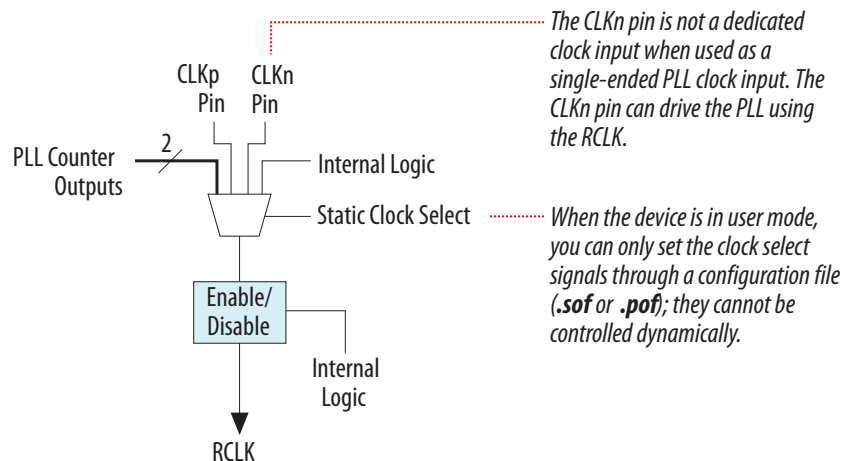 The CLKn pin is not a dedicated
clock input when used as a
single-ended PLL clock input. The
CLKn pin can drive the PLL using
the RCLK.
CLKp
Pin
CLKn
Pin
2
PLL Counter
Outputs
Internal Logic
Static Clock Select
When the device is in user mode,
you can only set the clock select
signals through a configuration file
(.sof or .pof); they cannot be
controlled dynamically.
Enable/
Disable
Internal
Logic
RCLK